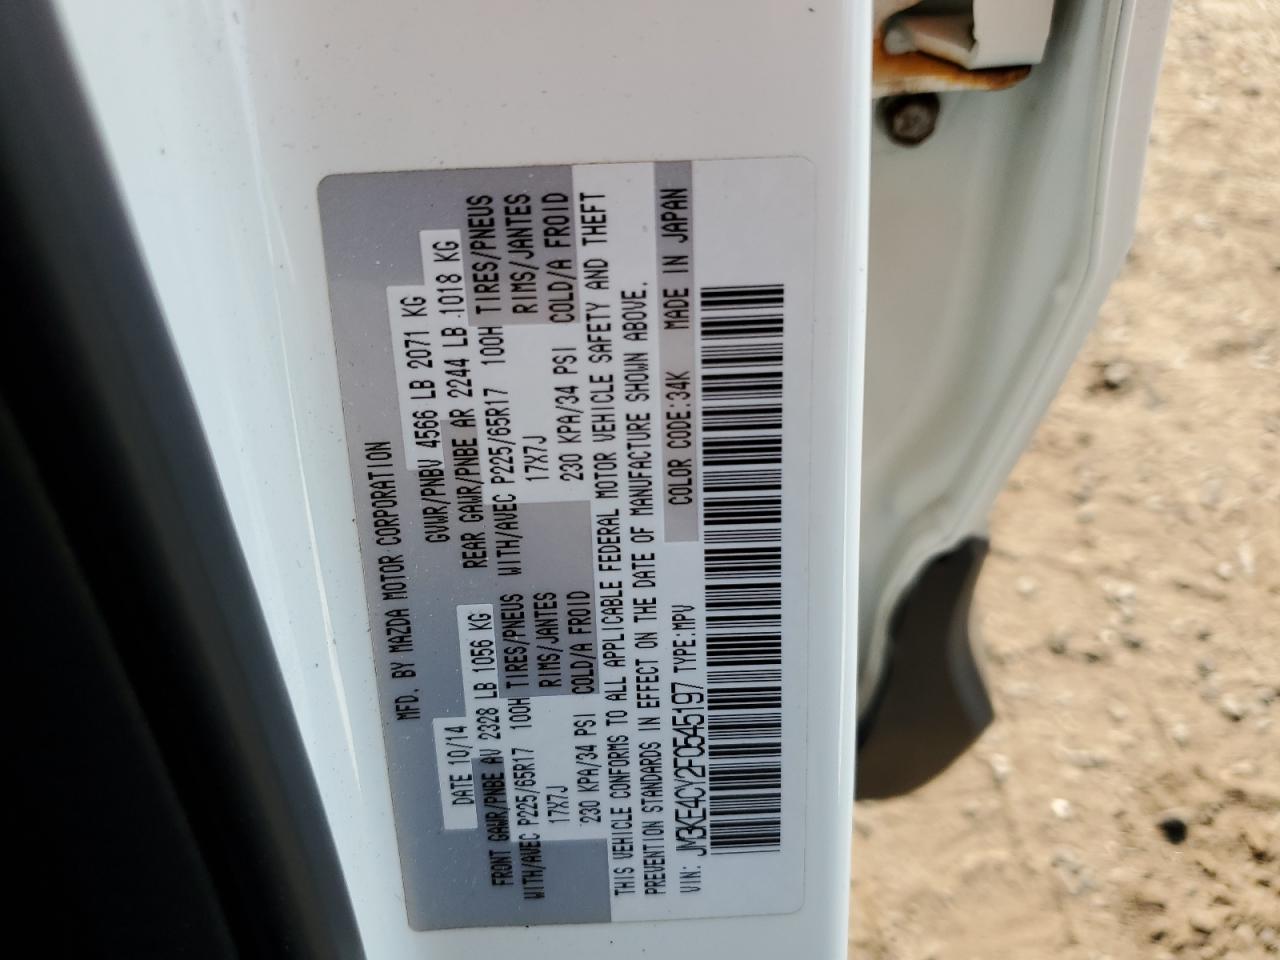 MFD. BY MAZDA MOTOR CORPORATION
DATE 10/14 GVWR/PNBV 4566 LB 2071 KG
FRONT GAWR/PNBE AV 2328 LB 1056 KG REAR GAWR/PNBE AR 2244 LB 1018 KG
WITH/AVEC P225/65R17 100H TIRES/PNEUS WITH/AVEC P225/65R17 100H TIRES/PNEUS
17X7J RIMS/JANTES 17X7J RIMS/JANTES
230 KPA/34 PSI COLD/A FROID 230 KPA/34 PSI COLD/A FROID
THIS VEHICLE CONFORMS TO ALL APPLICABLE FEDERAL MOTOR VEHICLE SAFETY AND THEFT
PREVENTION STANDARDS IN EFFECT ON THE DATE OF MANUFACTURE SHOWN ABOVE.
VIN: JM3KE4CY2F0545197 TYPE:MPV COLOR CODE:34K MADE IN JAPAN